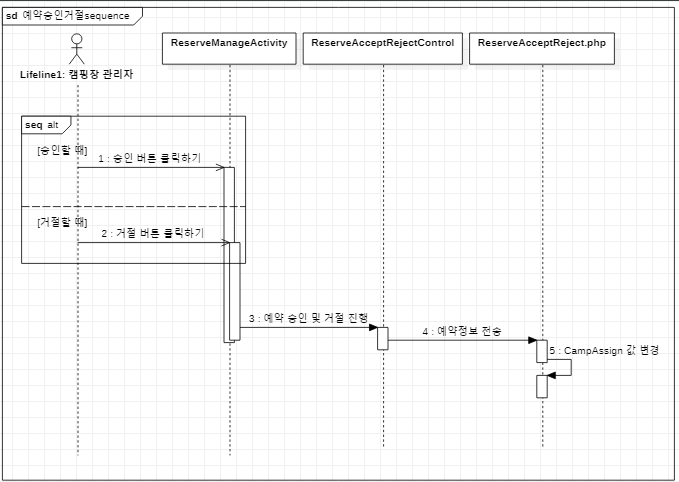 sd 예약승인거절sequence
ReserveManageActivity
ReserveAcceptRejectControl
ReserveAcceptReject.php
Lifeline1: 캠핑장 관리자
seq alt
[승인할 때]
1 : 승인 버튼 클릭하기
[거절할 때]
2 : 거절 버튼 클릭하기
3 : 예약 승인 및 거절 진행
4 : 예약정보 전송
5 : CampAssign 값 변경